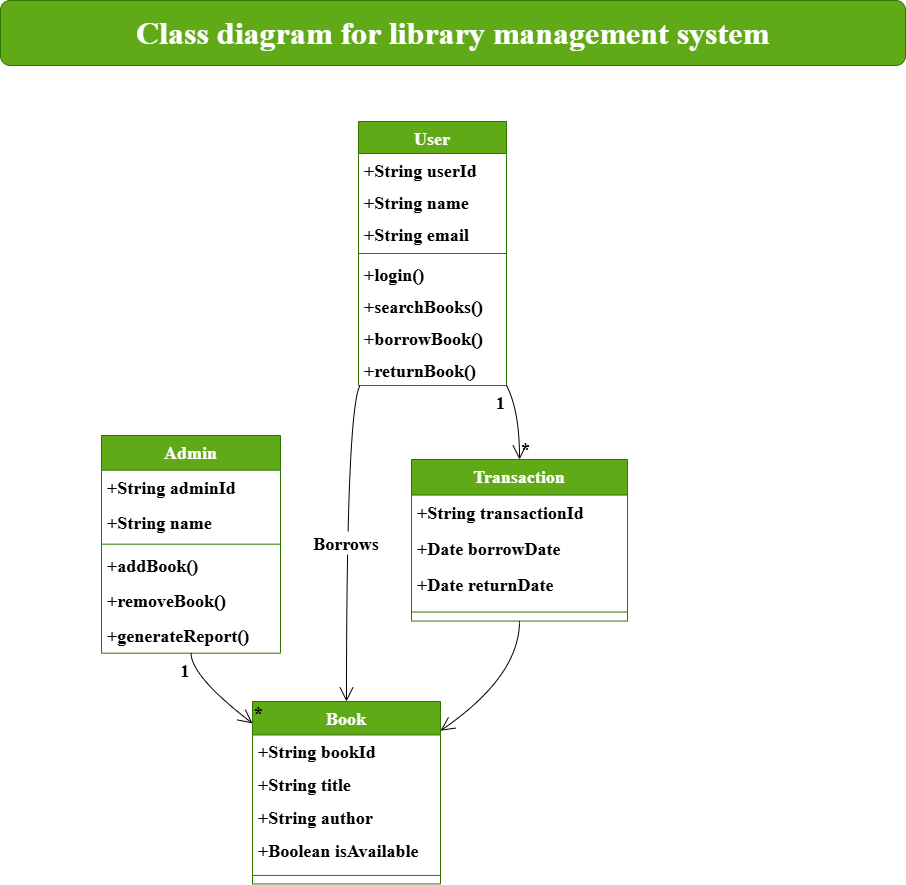 Class diagram for library management system
User
+String userId
+String name
+String email
+login()
+searchBooks()
+borrowBook()
+returnBook()
1
*
Admin
+String adminId
+String name
+addBook()
+removeBook()
+generateReport()
1
*
Borrows
Transaction
+String transactionId
+Date borrowDate
+Date returnDate
Book
+String bookId
+String title
+String author
+Boolean isAvailable